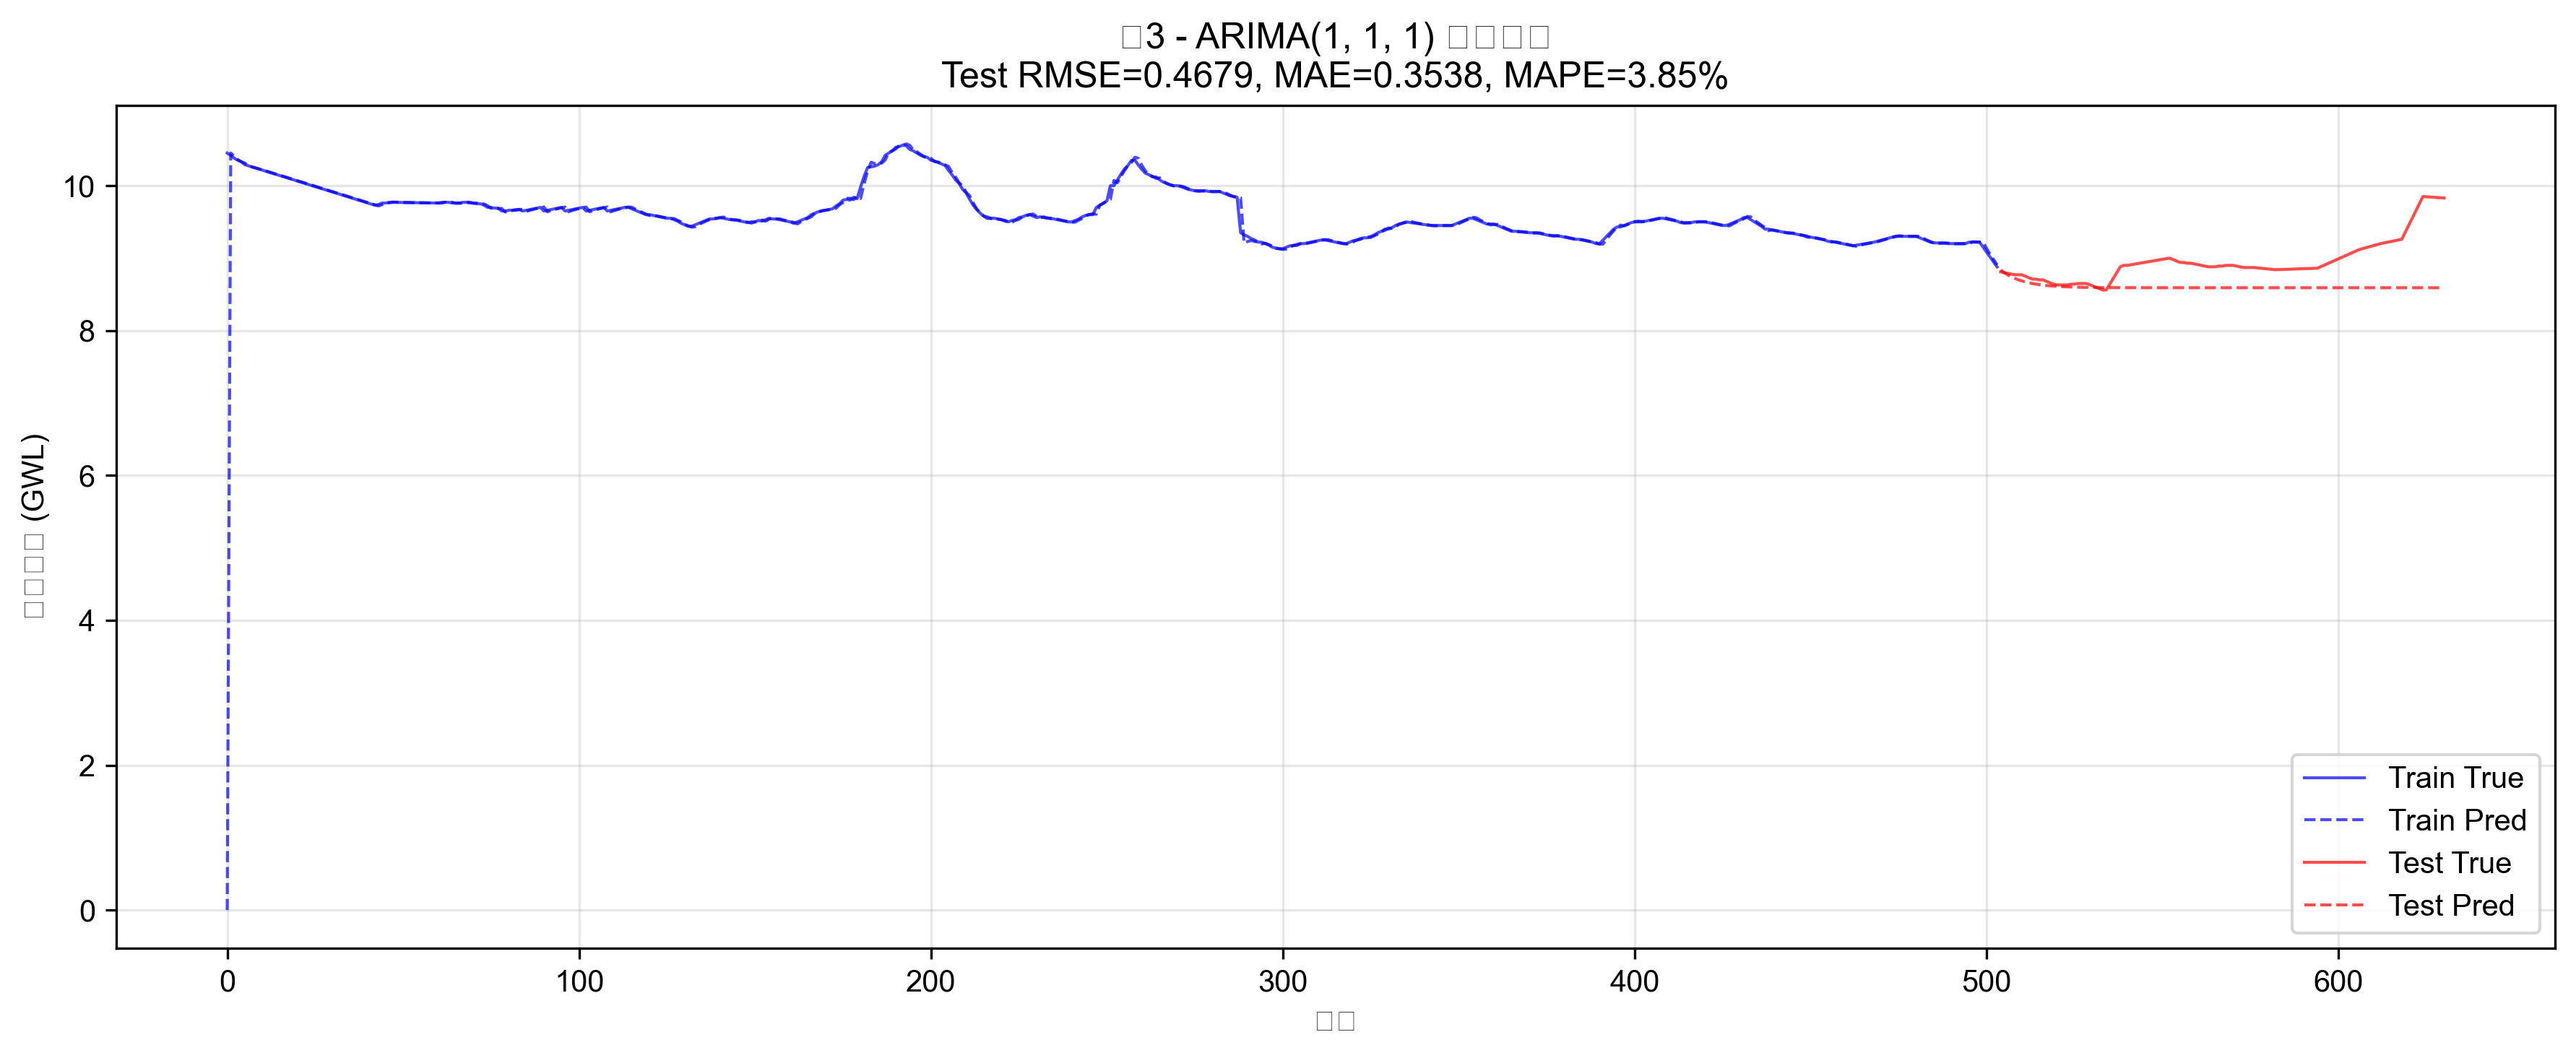 3 - ARIMA(1, 1, 1)
Test RMSE=0.4679, MAE=0.3538, MAPE=3.85%
(GWL)
10
8
6
4
2
0
0 100 200 300 400 500 600
Train True
Train Pred
Test True
Test Pred